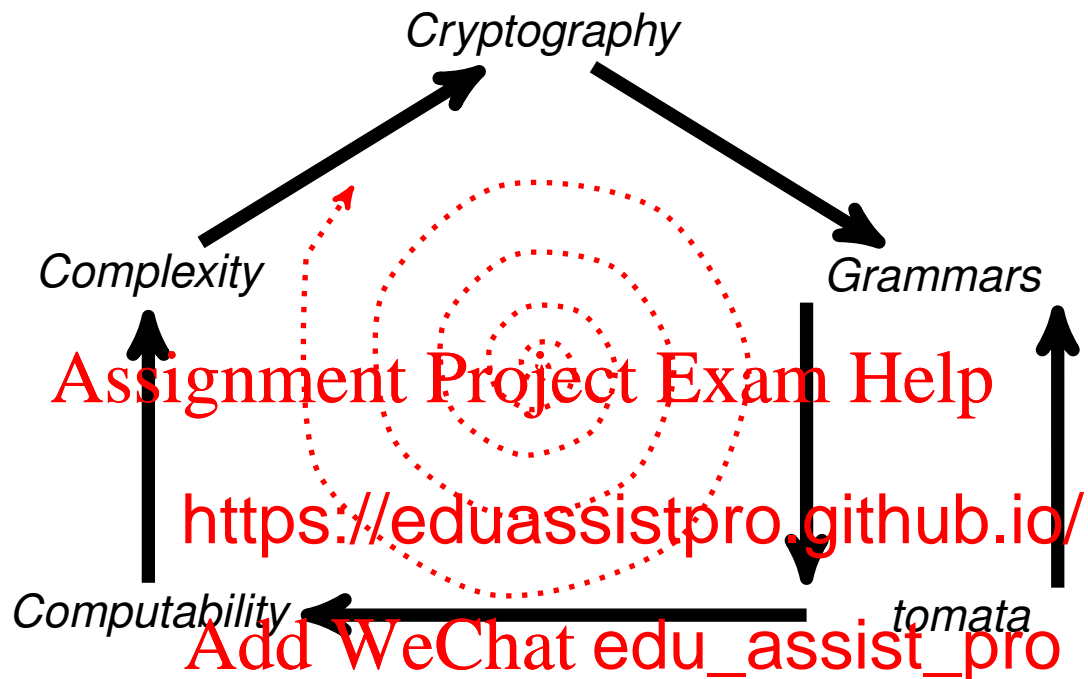 Cryptography
Complexity
Grammars
Assignment Project Exam Help
https://eduassistpro.github.io/
Computability
tomata
Add WeChat edu_assist_pro